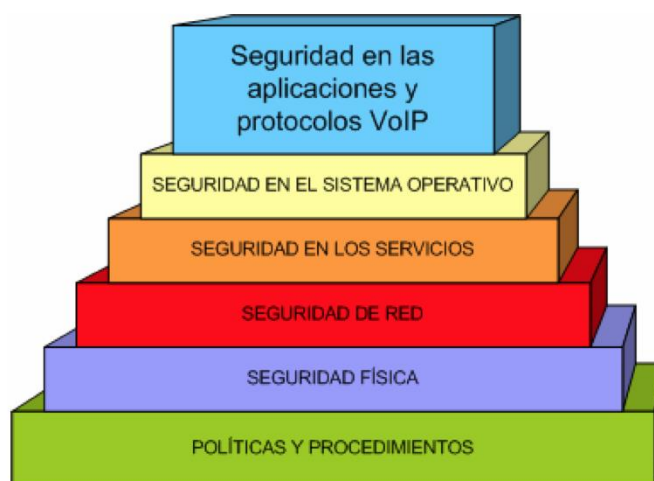 Seguridad en las
aplicaciones y
protocolos VoIP
SEGURIDAD EN EL SISTEMA OPERATIVO
SEGURIDAD EN LOS SERVICIOS
SEGURIDAD DE RED
SEGURIDAD FÍSICA
POLÍTICAS Y PROCEDIMIENTOS